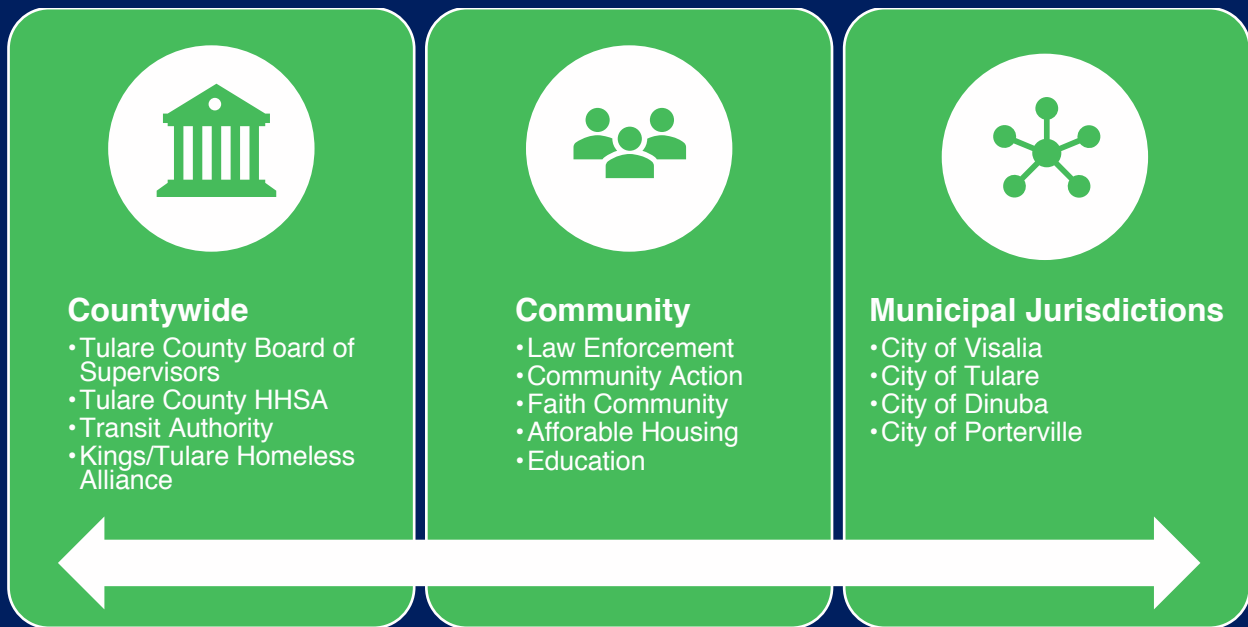 Countywide
•Tulare County Board of
Supervisors
•Tulare County HHSA
•Transit Authority
•Kings/Tulare Homeless
Alliance
Community
•Law Enforcement
•Community Action
•Faith Community
•Afforable Housing
•Education
Municipal Jurisdictions
•City of Visalia
•City of Tulare
•City of Dinuba
•City of Porterville